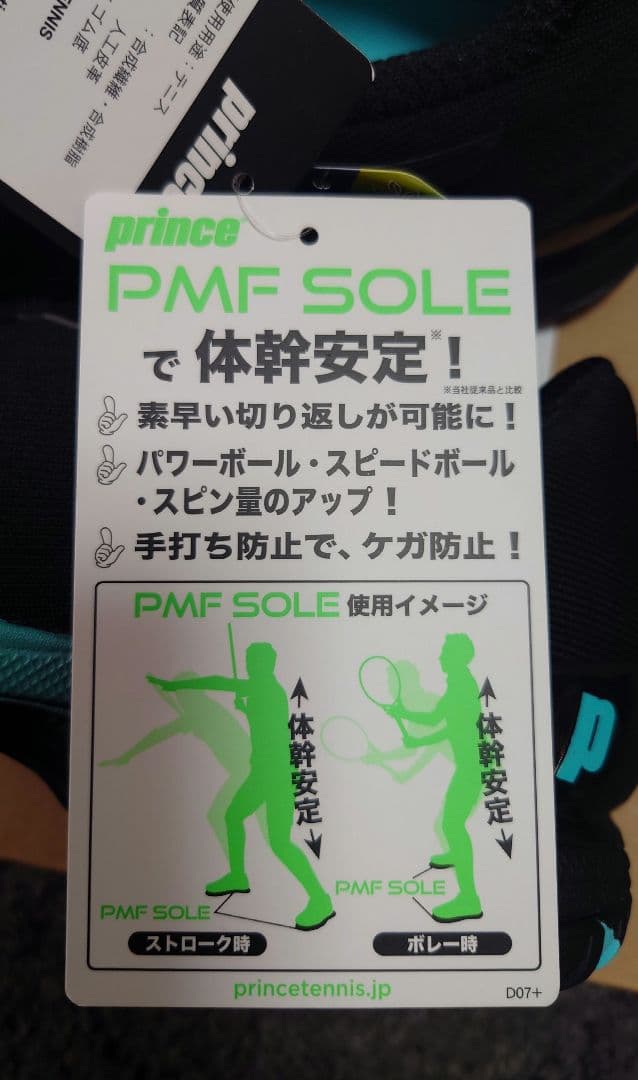 使用用途：テニス
：合成繊維・合成樹脂
人工皮革
ゴム底
prince
prince
PMF SOLE
で 体幹安定※！
※当社従来品と比較
素早い切り返しが可能に！
パワーボール・スピードボール
・スピン量のアップ！
手打ち防止で、ケガ防止！
PMF SOLE 使用イメージ
体幹安定
体幹安定
PMF SOLE
PMF SOLE
ストローク時
ボレー時
princetennis.jp
D07+